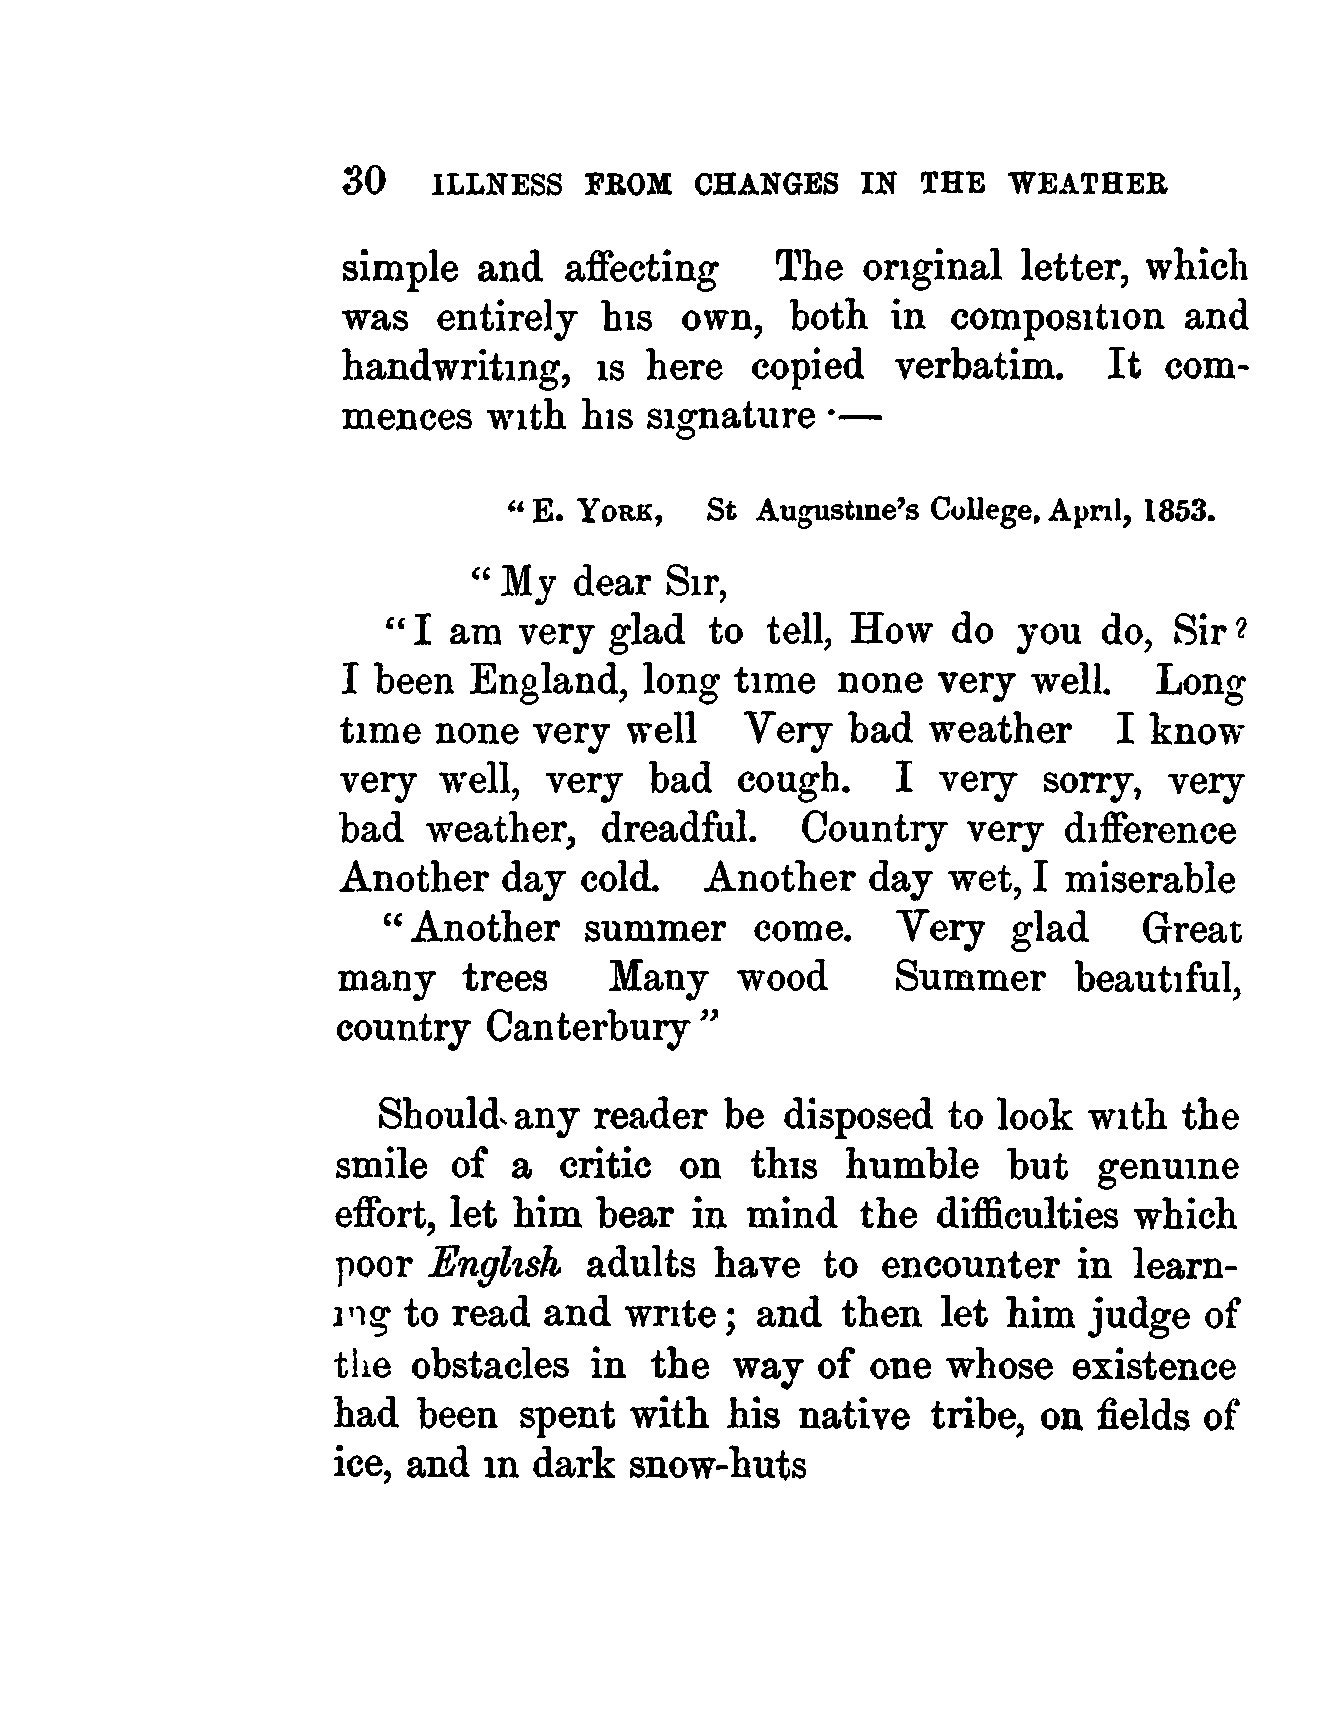 30 ILLNESS FROM CHANGES IN THE WEATHER
simple and affecting The original letter, which
was entirely his own, both in composition and
handwriting, is here copied verbatim. It com-
mences with his signature ·—
“ E. YORK, St Augustine’s College, April, 1853.
“ My dear Sir,
“ I am very glad to tell, How do you do, Sir?
I been England, long time none very well. Long
time none very well Very bad weather I know
very well, very bad cough. I very sorry, very
bad weather, dreadful. Country very difference
Another day cold. Another day wet, I miserable
“ Another summer come. Very glad Great
many trees Many wood Summer beautiful,
country Canterbury ”
Should any reader be disposed to look with the
smile of a critic on this humble but genuine
effort, let him bear in mind the difficulties which
poor English adults have to encounter in learn-
ing to read and write ; and then let him judge of
the obstacles in the way of one whose existence
had been spent with his native tribe, on fields of
ice, and in dark snow-huts